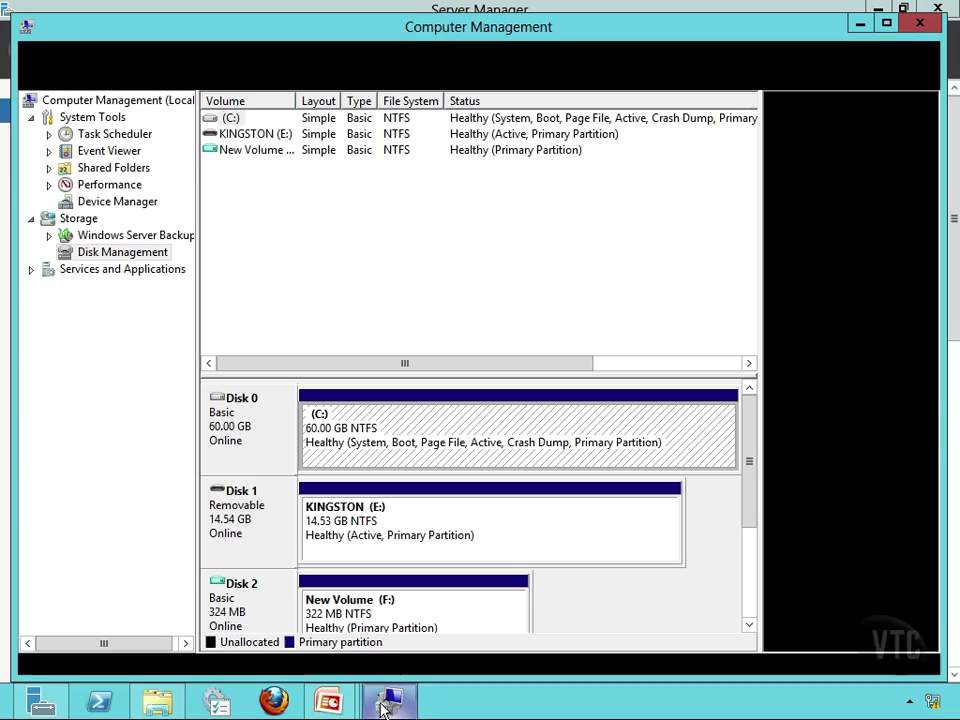 Server Manager
Computer Management
Computer Management (Local
System Tools
Task Scheduler
Event Viewer
Shared Folders
Performance
Device Manager
Storage
Windows Server Backup
Disk Management
Services and Applications
Volume Layout Type File System Status
(C:) Simple Basic NTFS Healthy (System, Boot, Page File, Active, Crash Dump, Primary
KINGSTON (E:) Simple Basic NTFS Healthy (Active, Primary Partition)
New Volume ... Simple Basic NTFS Healthy (Primary Partition)
Disk 0
Basic
60.00 GB
Online
(C:)
60.00 GB NTFS
Healthy (System, Boot, Page File, Active, Crash Dump, Primary Partition)
Disk 1
Removable
14.54 GB
Online
KINGSTON (E:)
14.53 GB NTFS
Healthy (Active, Primary Partition)
Disk 2
Basic
324 MB
Online
New Volume (F:)
322 MB NTFS
Healthy (Primary Partition)
Unallocated Primary partition
VTC